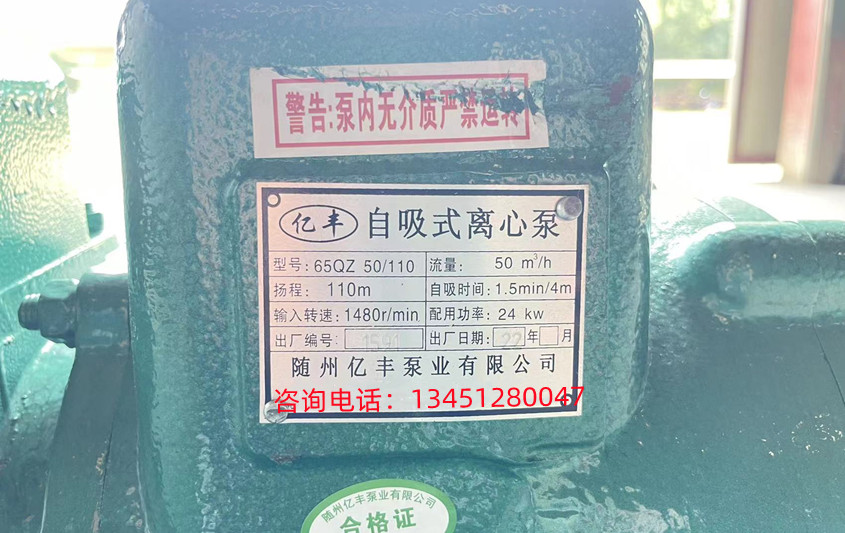 警告:泵内无介质严禁运转
亿丰 自吸式离心泵
型号: 65QZ 50/110 流量: 50 m³/h
扬程: 110m 自吸时间: 1.5min/4m
输入转速: 1480r/min 配用功率: 24 kw
出厂编号: 1591 出厂日期: 22 年 月
随州亿丰泵业有限公司
咨询电话：13451280047
随州亿丰泵业有限公司
合格证